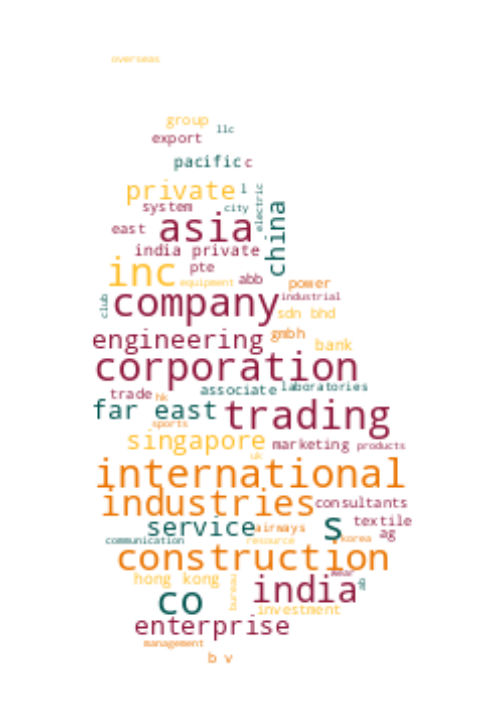 overseas
group
llc
export
pacific c
private l
electric
system
city
china
east
asia
india private
pte
inc
equipment
abb
power
club
company
industrial
sdn bhd
engineering
gmbh
bank
corporation
associate
laboratories
trade
hk
far east
trading
sports
singapore
marketing
products
uk
international
industries
consultants
service
airways
s
textile
ag
communication
resource
korea
construction
wear
hong kong
bureau
india
co
investment
enterprise
management
b v